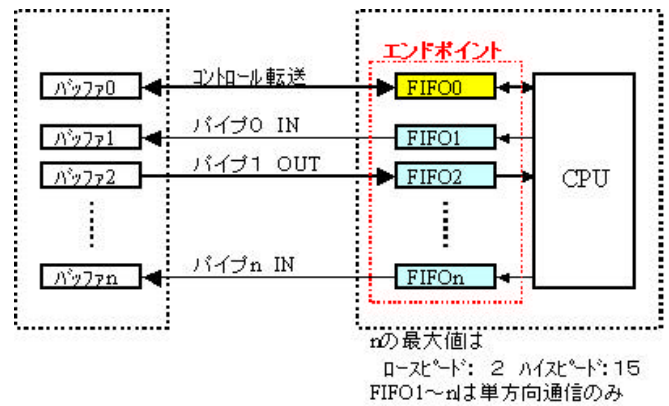 エンドポイント
バッファ0 コントロール転送 FIFO0
バッファ1 パイプ0 IN FIFO1
バッファ2 パイプ1 OUT FIFO2
CPU
バッファn パイプn IN FIFOn
nの最大値は
ロースピード: 2 ハイスピード:15
FIFO1～nは単方向通信のみ